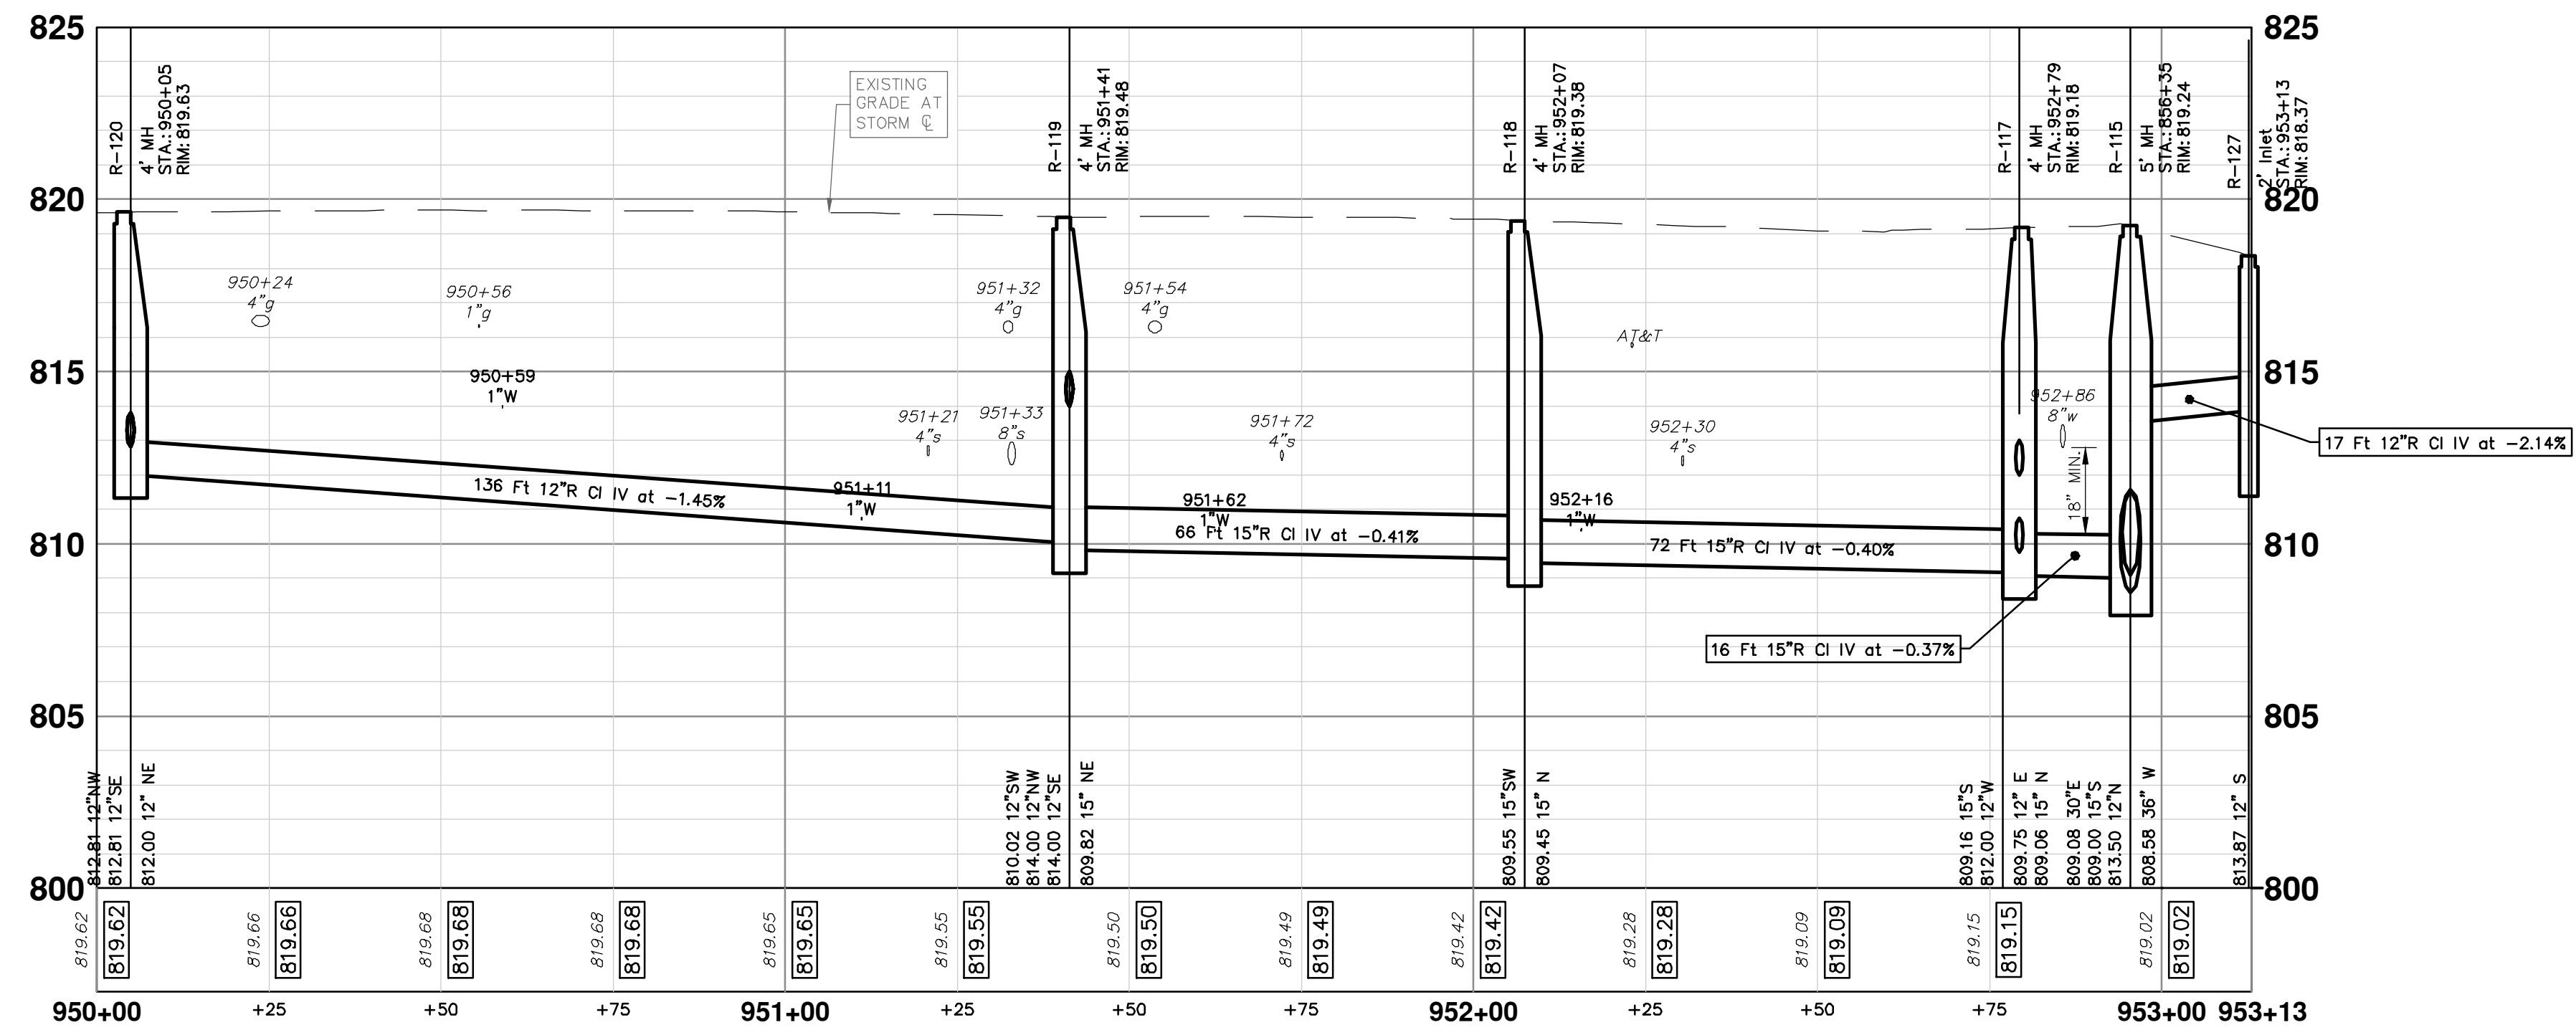 825
825
R-120
4' MH
STA.:950+05
RIM:819.63
EXISTING
GRADE AT
STORM ℄
R-119
4' MH
STA.:951+41
RIM:819.48
R-118
4' MH
STA.:952+07
RIM:819.38
R-117
4' MH
STA.:952+79
RIM:819.18
R-115
5' MH
STA.:856+35
RIM:819.24
R-127
2' Inlet
STA.:953+13
RIM:818.37
820
820
950+24
4"g
950+56
1"g
951+32
4"g
951+54
4"g
AT&T
815
815
950+59
1"W
951+21
4"s
951+33
8"s
951+72
4"s
952+30
4"s
952+86
8"w
18" MIN.
17 Ft 12"R Cl IV at -2.14%
136 Ft 12"R Cl IV at -1.45%
951+11
1"W
951+62
1"W
66 Ft 15"R Cl IV at -0.41%
952+16
1"W
72 Ft 15"R Cl IV at -0.40%
810
810
16 Ft 15"R Cl IV at -0.37%
805
805
812.81 12"NW
812.81 12"SE
812.00 12" NE
810.02 12"SW
814.00 12"NW
814.00 12"SE
809.82 15" NE
809.55 15"SW
809.45 15" N
809.16 15"S
812.00 12"W
809.75 12" E
809.06 15" N
809.08 30"E
809.00 15"S
813.50 12"N
808.58 36" W
813.87 12" S
800
800
819.62
819.62
819.66
819.66
819.68
819.68
819.68
819.68
819.65
819.65
819.55
819.55
819.50
819.50
819.49
819.49
819.42
819.42
819.28
819.28
819.09
819.09
819.15
819.15
819.02
819.02
950+00
+25
+50
+75
951+00
+25
+50
+75
952+00
+25
+50
+75
953+00
953+13